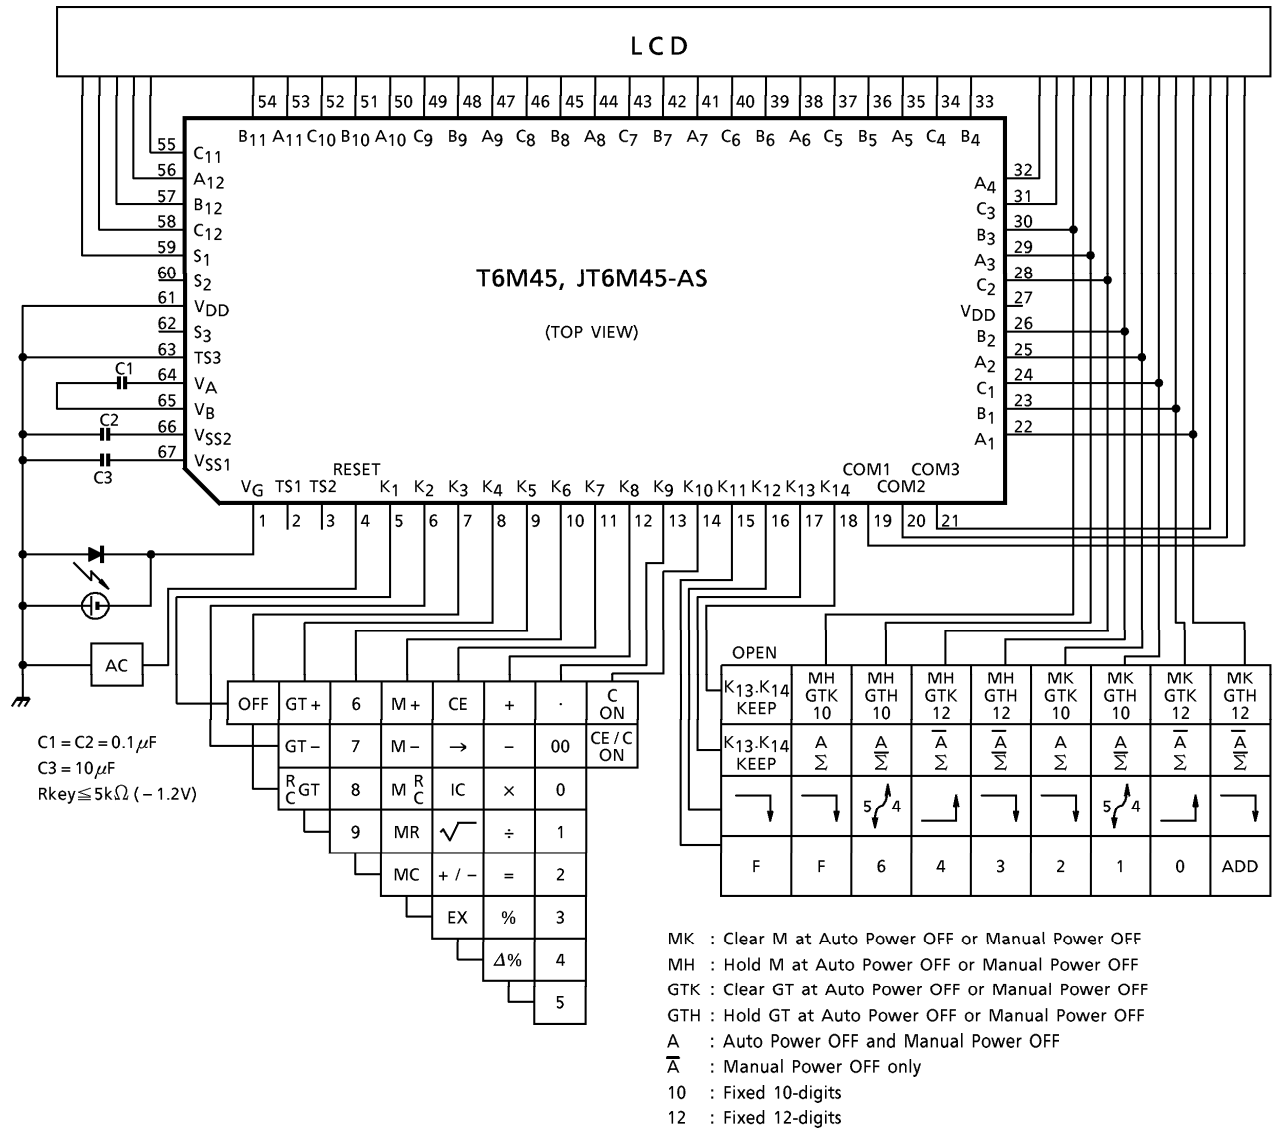 LCD
54 53 52 51 50 49 48 47 46 45 44 43 42 41 40 39 38 37 36 35 34 33
B11 A11 C10 B10 A10 C9 B9 A9 C8 B8 A8 C7 B7 A7 C6 B6 A6 C5 B5 A5 C4 B4
55 C11
56 A12
57 B12
58 C12
59 S1
60 S2
61 VDD
62 S3
63 TS3
C1 64 VA
65 VB
C2 66 VSS2
C3 67 VSS1
A4 32
C3 31
B3 30
A3 29
C2 28
VDD 27
B2 26
A2 25
C1 24
B1 23
A1 22
T6M45, JT6M45-AS
(TOP VIEW)
RESET COM1 COM3
VG TS1 TS2 K1 K2 K3 K4 K5 K6 K7 K8 K9 K10 K11 K12 K13 K14 COM2
1 2 3 4 5 6 7 8 9 10 11 12 13 14 15 16 17 18 19 20 21
AC
C1=C2=0.1μF
C3=10μF
Rkey≦5kΩ (−1.2V)
OFF GT+ 6 M+ CE + · C ON
GT− 7 M− → − 00 CE/C ON
RCGT 8 MRC IC × 0
9 MR √ ÷ 1
MC +/− = 2
EX % 3
Δ% 4
5
OPEN
K13.K14 MH MH MH MH MK MK MK MK
GTK GTH GTK GTH GTK GTH GTK GTH
KEEP 10 10 12 12 10 10 12 12
K13.K14 A A̅ A̅ A̅ A A̅ A̅ A̅
KEEP Σ Σ̅ Σ Σ̅ Σ Σ̅ Σ Σ̅
5 4 5 4
F F 6 4 3 2 1 0 ADD
MK : Clear M at Auto Power OFF or Manual Power OFF
MH : Hold M at Auto Power OFF or Manual Power OFF
GTK : Clear GT at Auto Power OFF or Manual Power OFF
GTH : Hold GT at Auto Power OFF or Manual Power OFF
A : Auto Power OFF and Manual Power OFF
A̅ : Manual Power OFF only
10 : Fixed 10-digits
12 : Fixed 12-digits